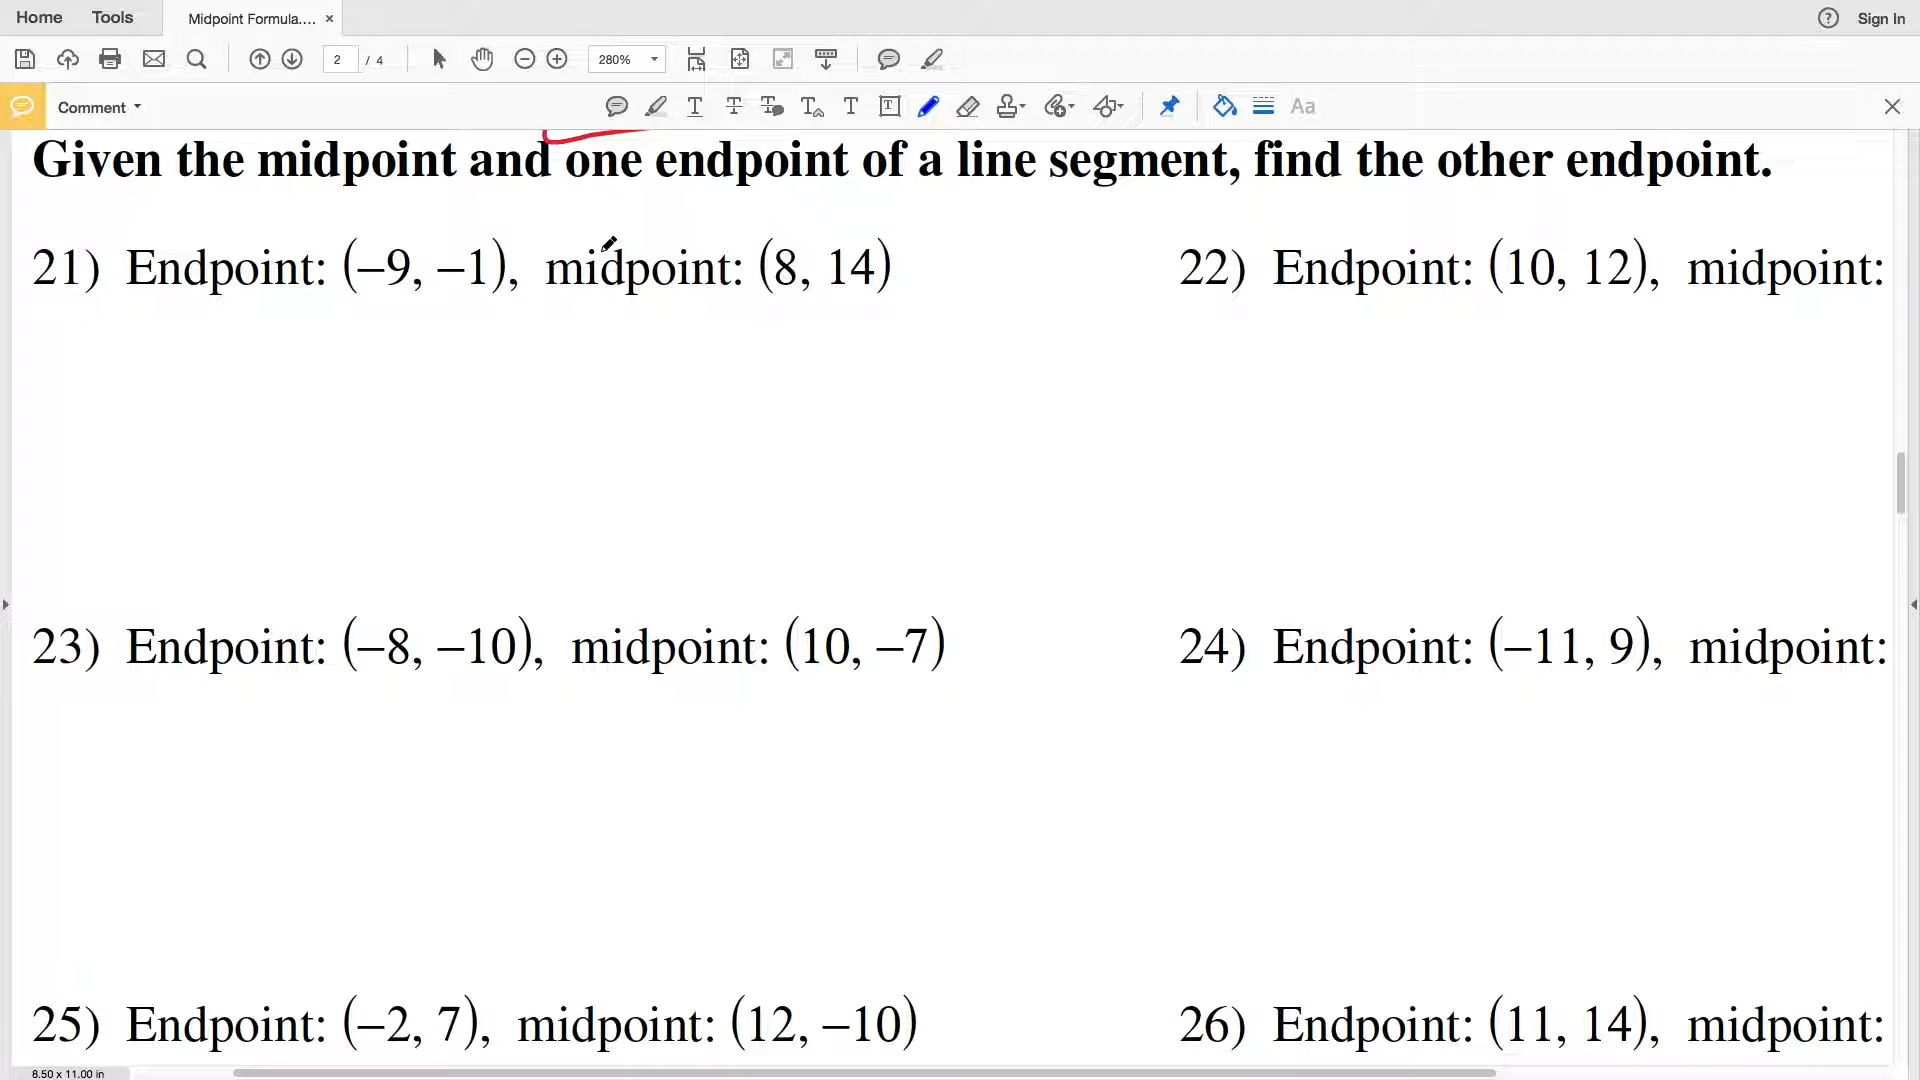 Home Tools Midpoint Formula.... × Sign In
2 / 4 280%
Comment Aa
Given the midpoint and one endpoint of a line segment, find the other endpoint.
21) Endpoint: (−9, −1), midpoint: (8, 14) 22) Endpoint: (10, 12), midpoint:
23) Endpoint: (−8, −10), midpoint: (10, −7) 24) Endpoint: (−11, 9), midpoint:
25) Endpoint: (−2, 7), midpoint: (12, −10) 26) Endpoint: (11, 14), midpoint:
8.50 x 11.00 in